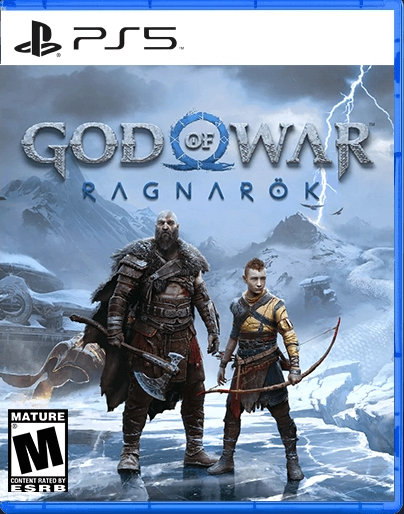 PS5
GOD OF WAR
RAGNARÖK
MATURE
M
CONTENT RATED BY
ESRB